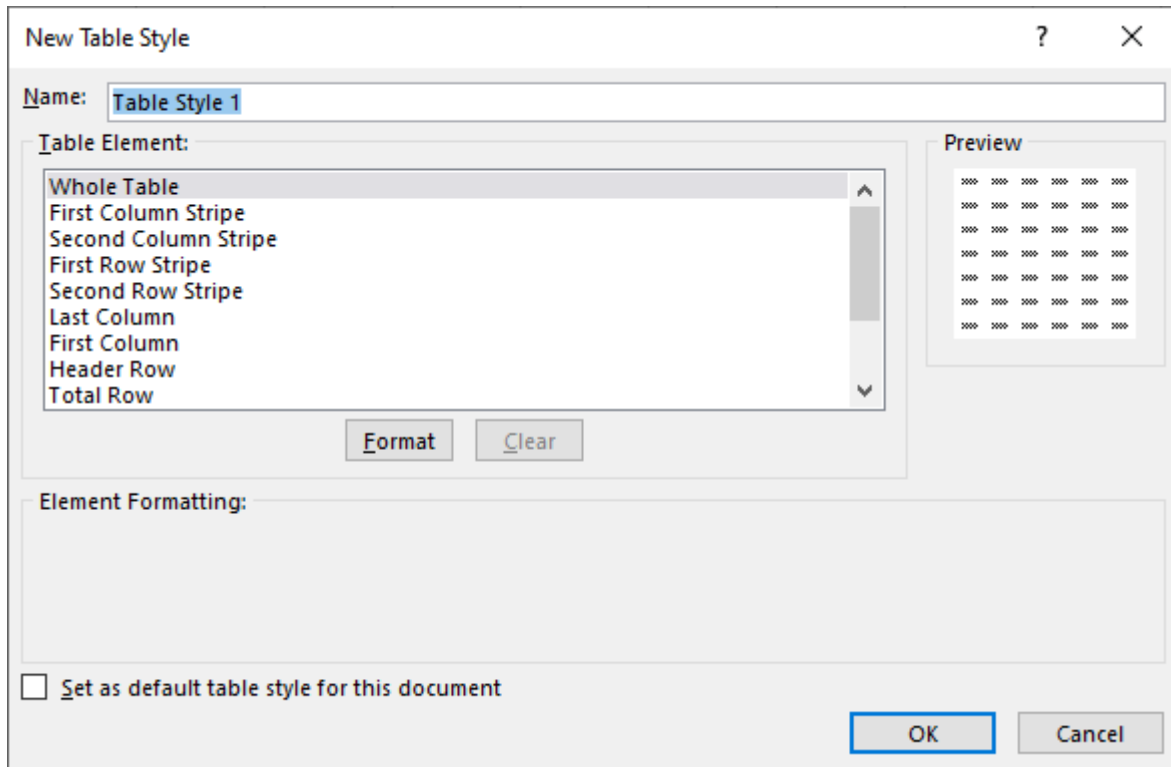 New Table Style
?
Name: Table Style 1
Table Element:
Whole Table
First Column Stripe
Second Column Stripe
First Row Stripe
Second Row Stripe
Last Column
First Column
Header Row
Total Row
Preview
Format Clear
Element Formatting:
Set as default table style for this document
OK Cancel